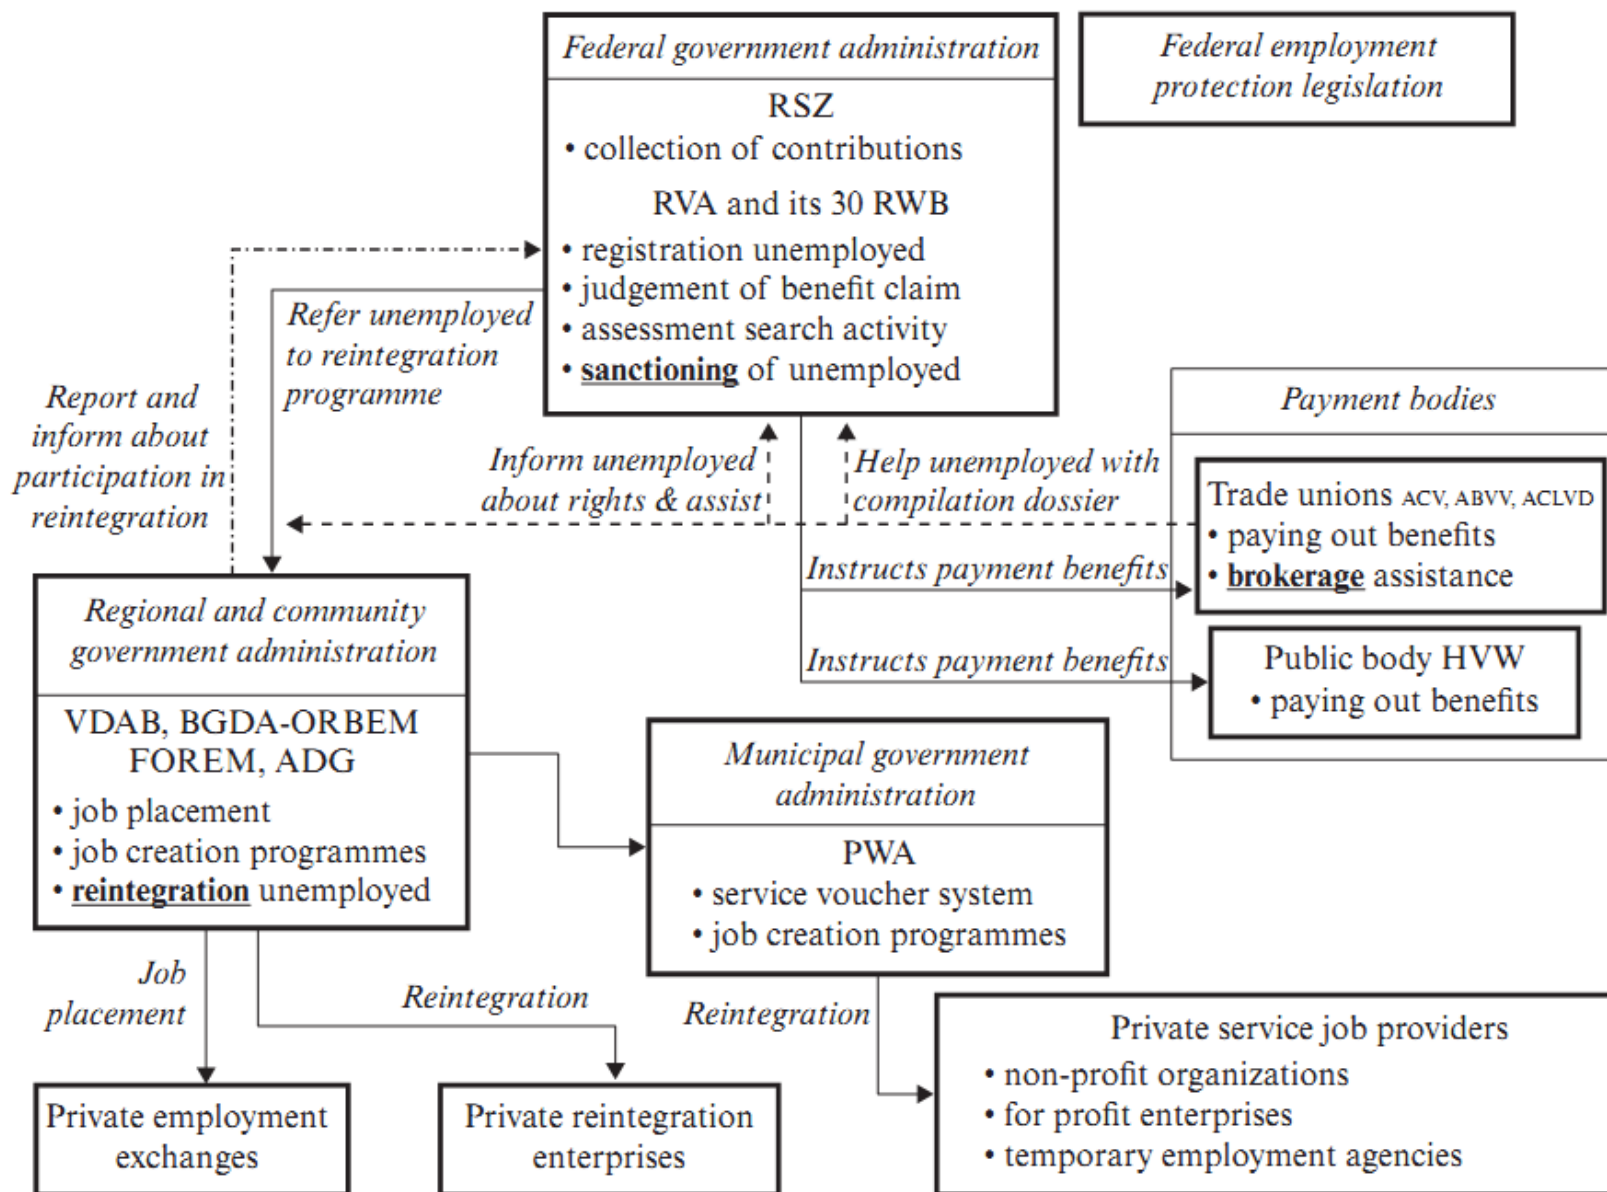 Federal government administration
RSZ
• collection of contributions
RVA and its 30 RWB
• registration unemployed
• judgement of benefit claim
• assessment search activity
• sanctioning of unemployed
Federal employment
protection legislation
Refer unemployed
to reintegration
programme
Report and
inform about
participation in
reintegration
Inform unemployed
about rights & assist
Help unemployed with
compilation dossier
Payment bodies
Trade unions ACV, ABVV, ACLVD
• paying out benefits
• brokerage assistance
Instructs payment benefits
Public body HVW
• paying out benefits
Instructs payment benefits
Regional and community
government administration
VDAB, BGDA-ORBEM
FOREM, ADG
• job placement
• job creation programmes
• reintegration unemployed
Municipal government
administration
PWA
• service voucher system
• job creation programmes
Job
placement
Reintegration
Reintegration
Private employment
exchanges
Private reintegration
enterprises
Private service job providers
• non-profit organizations
• for profit enterprises
• temporary employment agencies